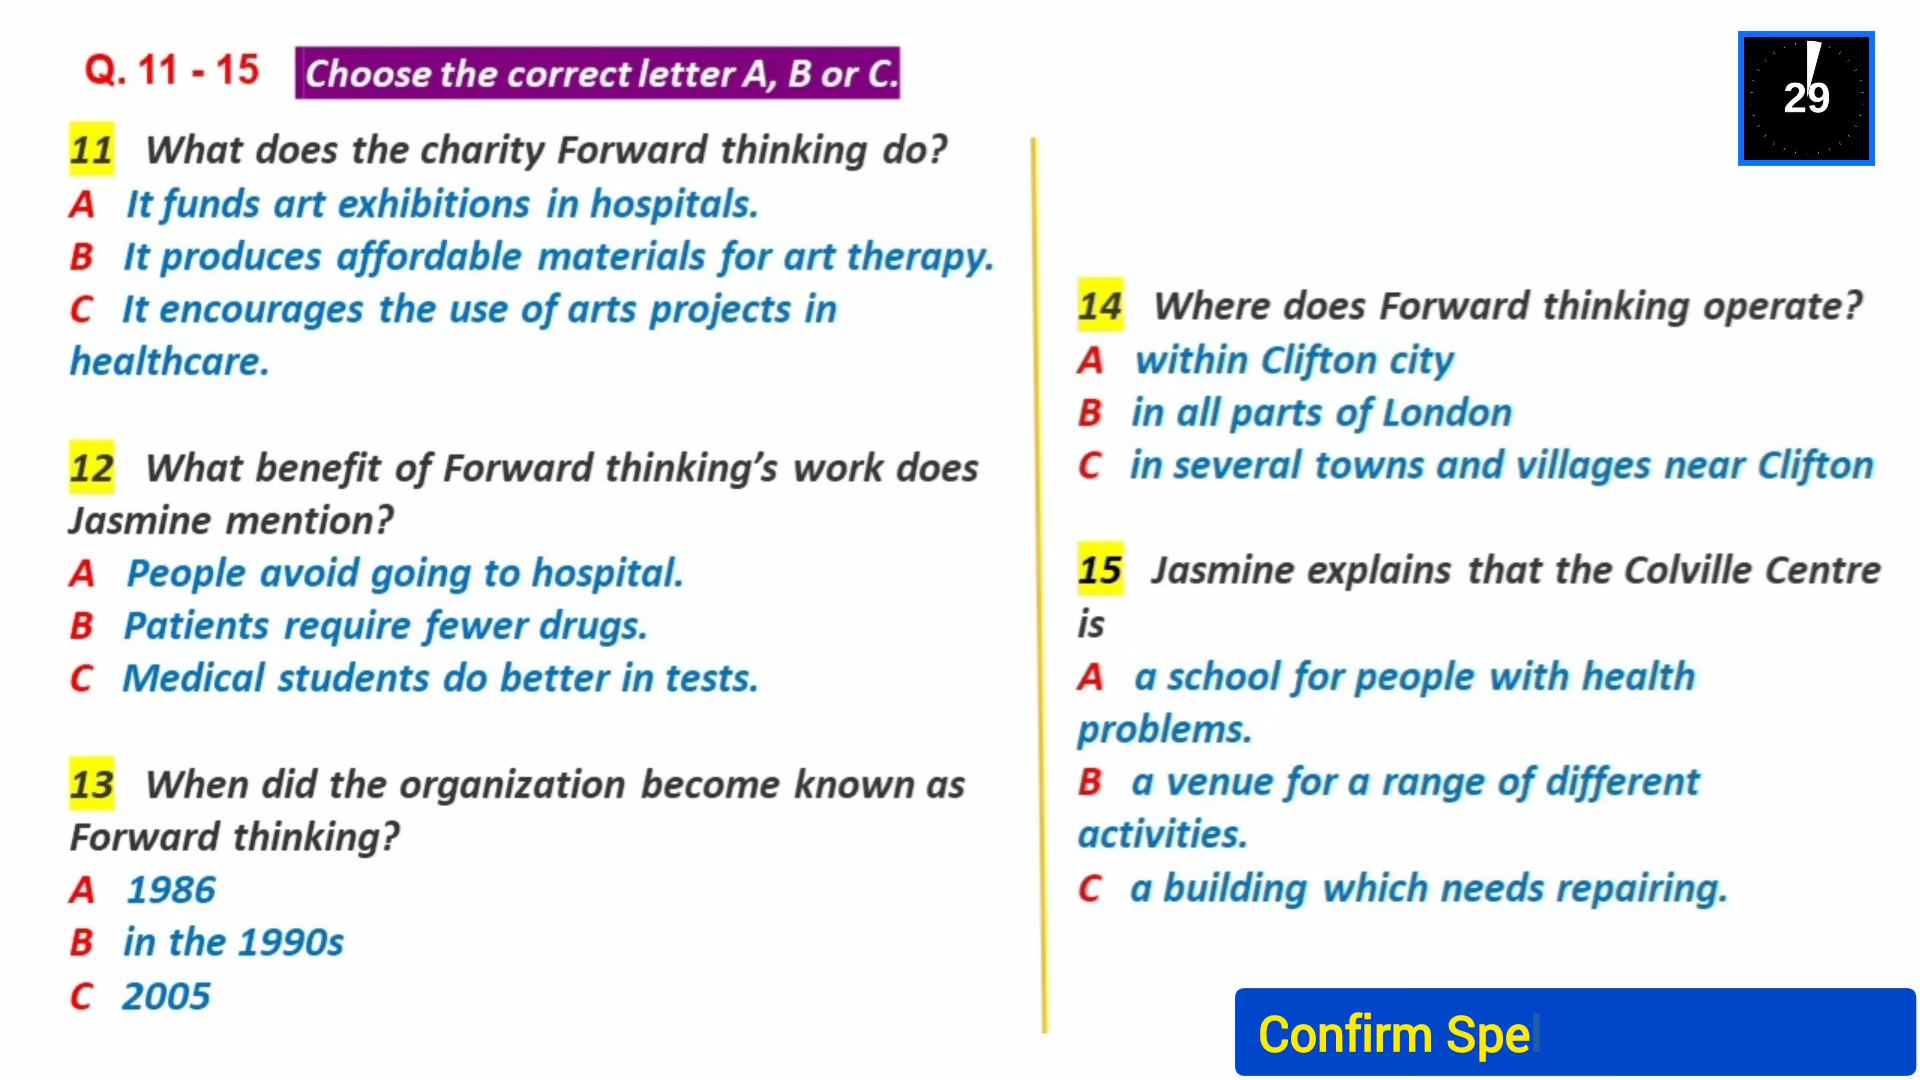 Q. 11 - 15 Choose the correct letter A, B or C.
29
11 What does the charity Forward thinking do?
A It funds art exhibitions in hospitals.
B It produces affordable materials for art therapy.
C It encourages the use of arts projects in
healthcare.
12 What benefit of Forward thinking's work does
Jasmine mention?
A People avoid going to hospital.
B Patients require fewer drugs.
C Medical students do better in tests.
13 When did the organization become known as
Forward thinking?
A 1986
B in the 1990s
C 2005
14 Where does Forward thinking operate?
A within Clifton city
B in all parts of London
C in several towns and villages near Clifton
15 Jasmine explains that the Colville Centre
is
A a school for people with health
problems.
B a venue for a range of different
activities.
C a building which needs repairing.
Confirm Spel